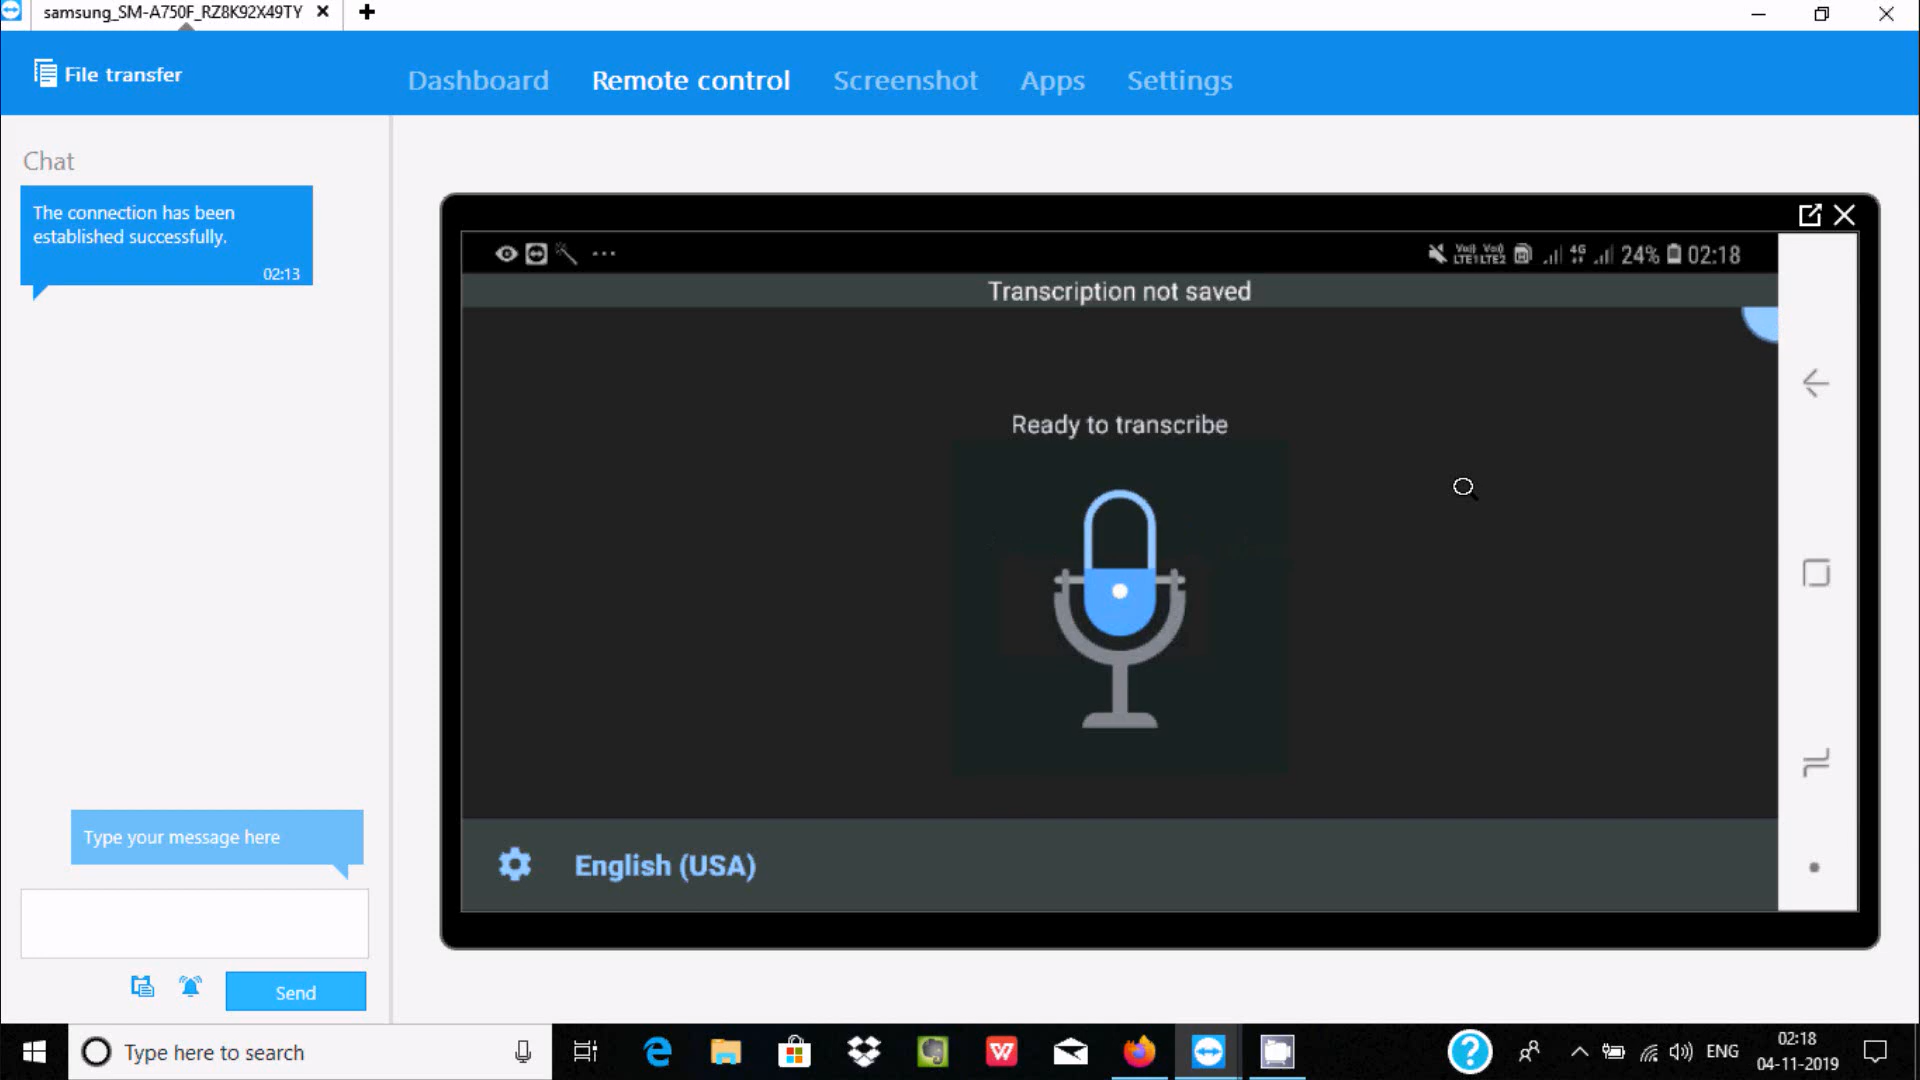 samsung_SM-A750F_RZ8K92X49TY
File transfer
Dashboard
Remote control
Screenshot
Apps
Settings
Chat
The connection has been
established successfully.
02:13
24%
02:18
Transcription not saved
Ready to transcribe
English (USA)
Type your message here
Send
Type here to search
ENG
02:18
04-11-2019